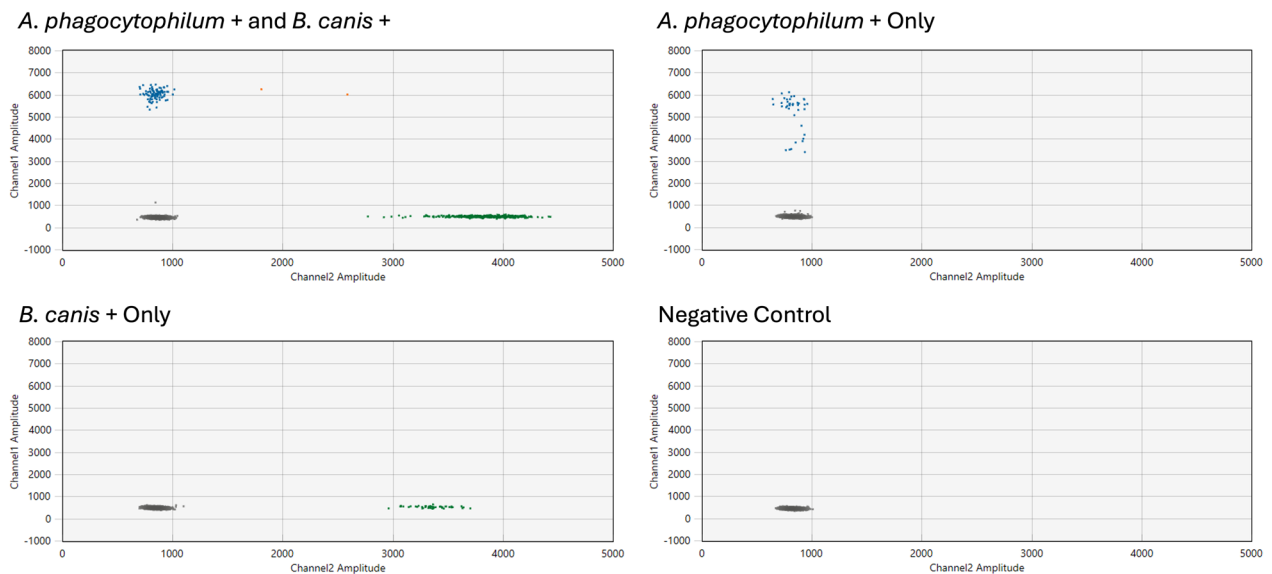 A. phagocytophilum + and B. canis +
8000
7000
6000
5000
4000
3000
2000
1000
0
-1000
Channel1 Amplitude
0 1000 2000 3000 4000 5000
Channel2 Amplitude
A. phagocytophilum + Only
8000
7000
6000
5000
4000
3000
2000
1000
0
-1000
Channel1 Amplitude
0 1000 2000 3000 4000 5000
Channel2 Amplitude
B. canis + Only
8000
7000
6000
5000
4000
3000
2000
1000
0
-1000
Channel1 Amplitude
0 1000 2000 3000 4000 5000
Channel2 Amplitude
Negative Control
8000
7000
6000
5000
4000
3000
2000
1000
0
-1000
Channel1 Amplitude
0 1000 2000 3000 4000 5000
Channel2 Amplitude